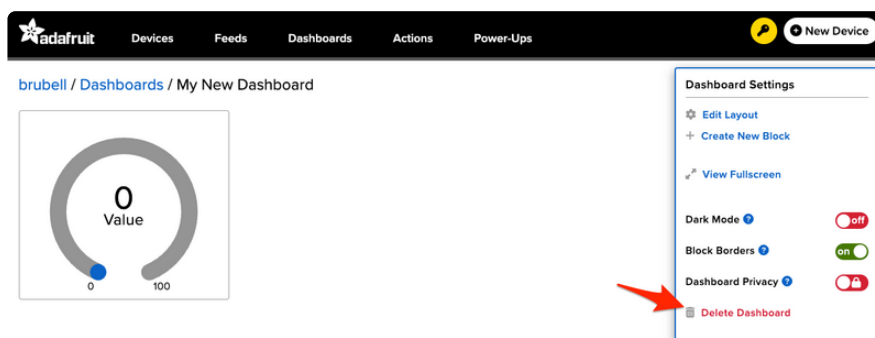 adafruit Devices Feeds Dashboards Actions Power-Ups New Device
brubell / Dashboards / My New Dashboard
0
Value
0 100
Dashboard Settings
Edit Layout
Create New Block
View Fullscreen
Dark Mode ? off
Block Borders ? on
Dashboard Privacy ?
Delete Dashboard